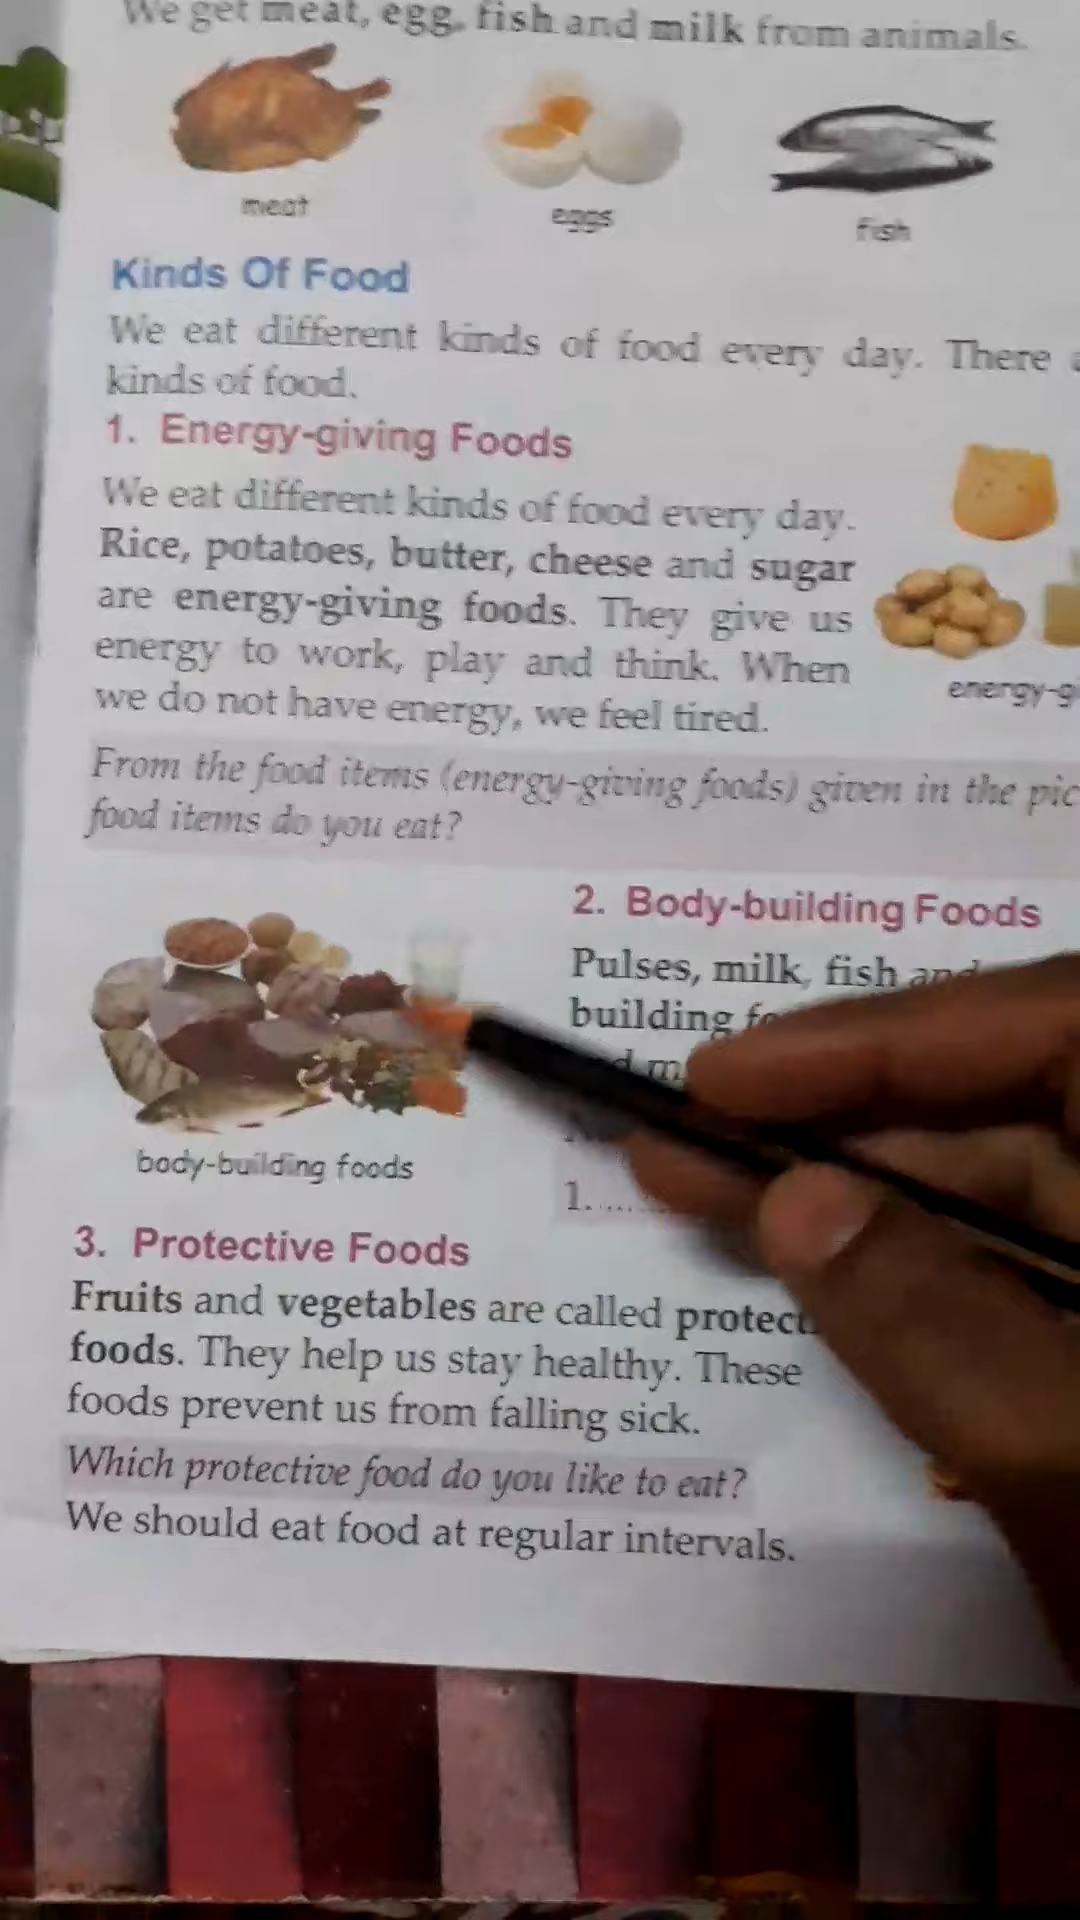 We get meat, egg, fish and milk from animals.
meat
eggs
fish
Kinds Of Food
We eat different kinds of food every day. There
kinds of food.
1. Energy-giving Foods
We eat different kinds of food every day.
Rice, potatoes, butter, cheese and sugar
are energy-giving foods. They give us
energy to work, play and think. When
we do not have energy, we feel tired.
energy-gi
From the food items (energy-giving foods) given in the pic
food items do you eat?
2. Body-building Foods
Pulses, milk, fish and
building
body-building foods
1.......
3. Protective Foods
Fruits and vegetables are called protect
foods. They help us stay healthy. These
foods prevent us from falling sick.
Which protective food do you like to eat?
We should eat food at regular intervals.